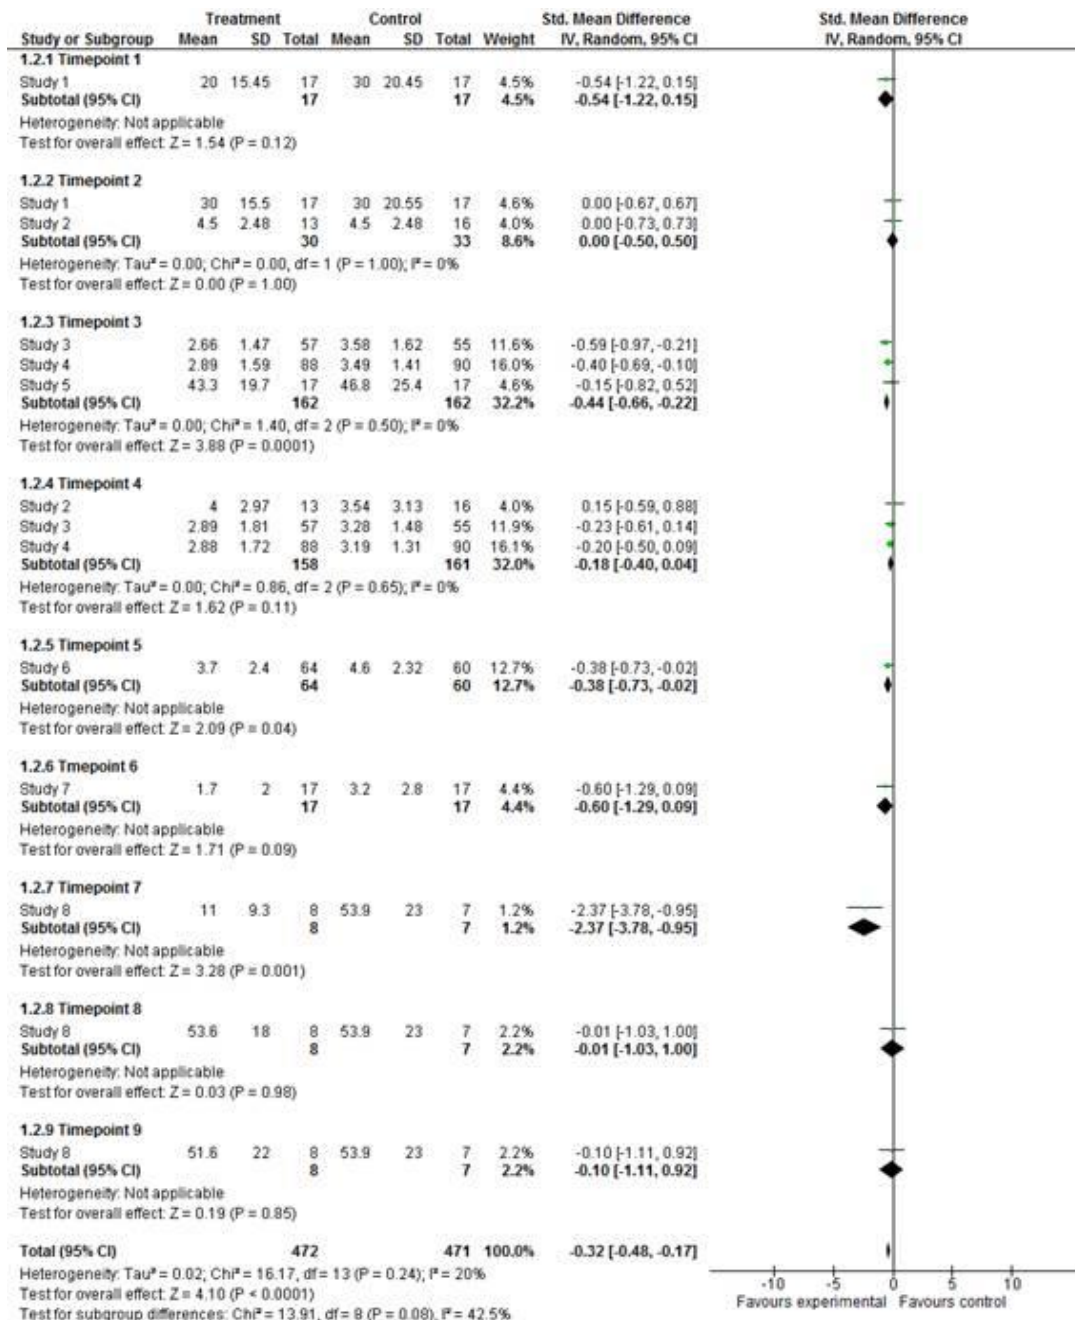 Treatment Control Std. Mean Difference Std. Mean Difference
Study or Subgroup Mean SD Total Mean SD Total Weight IV, Random, 95% CI IV, Random, 95% CI
1.2.1 Timepoint 1
Study 1 20 15.45 17 30 20.45 17 4.5% -0.54 [-1.22, 0.15]
Subtotal (95% CI) 17 17 4.5% -0.54 [-1.22, 0.15]
Heterogeneity: Not applicable
Test for overall effect: Z = 1.54 (P = 0.12)
1.2.2 Timepoint 2
Study 1 30 15.5 17 30 20.55 17 4.6% 0.00 [-0.67, 0.67]
Study 2 4.5 2.48 13 4.5 2.48 16 4.0% 0.00 [-0.73, 0.73]
Subtotal (95% CI) 30 33 8.6% 0.00 [-0.50, 0.50]
Heterogeneity: Tau² = 0.00; Chi² = 0.00, df = 1 (P = 1.00); I² = 0%
Test for overall effect: Z = 0.00 (P = 1.00)
1.2.3 Timepoint 3
Study 3 2.66 1.47 57 3.58 1.62 55 11.6% -0.59 [-0.97, -0.21]
Study 4 2.89 1.59 88 3.49 1.41 90 16.0% -0.40 [-0.69, -0.10]
Study 5 43.3 19.7 17 46.8 25.4 17 4.6% -0.15 [-0.82, 0.52]
Subtotal (95% CI) 162 162 32.2% -0.44 [-0.66, -0.22]
Heterogeneity: Tau² = 0.00; Chi² = 1.40, df = 2 (P = 0.50); I² = 0%
Test for overall effect: Z = 3.88 (P = 0.0001)
1.2.4 Timepoint 4
Study 2 4 2.97 13 3.54 3.13 16 4.0% 0.15 [-0.59, 0.88]
Study 3 2.89 1.81 57 3.28 1.48 55 11.9% -0.23 [-0.61, 0.14]
Study 4 2.88 1.72 88 3.19 1.31 90 16.1% -0.20 [-0.50, 0.09]
Subtotal (95% CI) 158 161 32.0% -0.18 [-0.40, 0.04]
Heterogeneity: Tau² = 0.00; Chi² = 0.86, df = 2 (P = 0.65); I² = 0%
Test for overall effect: Z = 1.62 (P = 0.11)
1.2.5 Timepoint 5
Study 6 3.7 2.4 64 4.6 2.32 60 12.7% -0.38 [-0.73, -0.02]
Subtotal (95% CI) 64 60 12.7% -0.38 [-0.73, -0.02]
Heterogeneity: Not applicable
Test for overall effect: Z = 2.09 (P = 0.04)
1.2.6 Tmepoint 6
Study 7 1.7 2 17 3.2 2.8 17 4.4% -0.60 [-1.29, 0.09]
Subtotal (95% CI) 17 17 4.4% -0.60 [-1.29, 0.09]
Heterogeneity: Not applicable
Test for overall effect: Z = 1.71 (P = 0.09)
1.2.7 Timepoint 7
Study 8 11 9.3 8 53.9 23 7 1.2% -2.37 [-3.78, -0.95]
Subtotal (95% CI) 8 7 1.2% -2.37 [-3.78, -0.95]
Heterogeneity: Not applicable
Test for overall effect: Z = 3.28 (P = 0.001)
1.2.8 Timepoint 8
Study 8 53.6 18 8 53.9 23 7 2.2% -0.01 [-1.03, 1.00]
Subtotal (95% CI) 8 7 2.2% -0.01 [-1.03, 1.00]
Heterogeneity: Not applicable
Test for overall effect: Z = 0.03 (P = 0.98)
1.2.9 Timepoint 9
Study 8 51.6 22 8 53.9 23 7 2.2% -0.10 [-1.11, 0.92]
Subtotal (95% CI) 8 7 2.2% -0.10 [-1.11, 0.92]
Heterogeneity: Not applicable
Test for overall effect: Z = 0.19 (P = 0.85)
Total (95% CI) 472 471 100.0% -0.32 [-0.48, -0.17]
Heterogeneity: Tau² = 0.02; Chi² = 16.17, df = 13 (P = 0.24); I² = 20%
Test for overall effect: Z = 4.10 (P < 0.0001)
Test for subgroup differences: Chi² = 13.91, df = 8 (P = 0.08), I² = 42.5%
-10 -5 0 5 10
Favours experimental Favours control